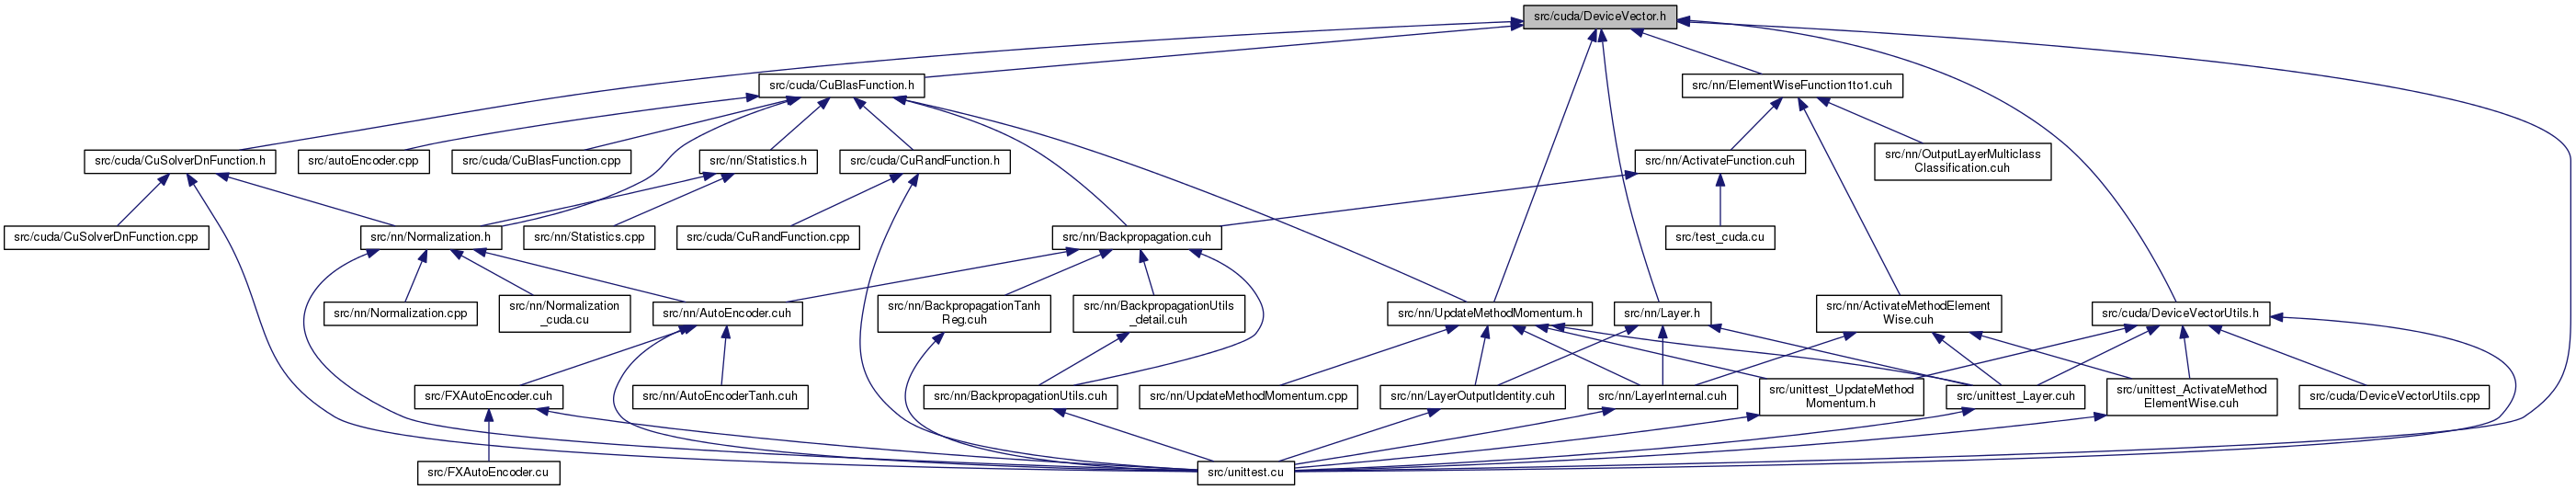 src/cuda/DeviceVector.h
src/cuda/CuBlasFunction.h
src/nn/ElementWiseFunction1to1.cuh
src/cuda/CuSolverDnFunction.h
src/autoEncoder.cpp
src/cuda/CuBlasFunction.cpp
src/nn/Statistics.h
src/cuda/CuRandFunction.h
src/nn/ActivateFunction.cuh
src/nn/OutputLayerMulticlass
Classification.cuh
src/cuda/CuSolverDnFunction.cpp
src/nn/Normalization.h
src/nn/Statistics.cpp
src/cuda/CuRandFunction.cpp
src/nn/Backpropagation.cuh
src/test_cuda.cu
src/nn/Normalization.cpp
src/nn/Normalization
_cuda.cu
src/nn/AutoEncoder.cuh
src/nn/BackpropagationTanh
Reg.cuh
src/nn/BackpropagationUtils
_detail.cuh
src/nn/UpdateMethodMomentum.h
src/nn/Layer.h
src/nn/ActivateMethodElement
Wise.cuh
src/cuda/DeviceVectorUtils.h
src/FXAutoEncoder.cuh
src/nn/AutoEncoderTanh.cuh
src/nn/BackpropagationUtils.cuh
src/nn/UpdateMethodMomentum.cpp
src/nn/LayerOutputIdentity.cuh
src/nn/LayerInternal.cuh
src/unittest_UpdateMethod
Momentum.h
src/unittest_Layer.cuh
src/unittest_ActivateMethod
ElementWise.cuh
src/cuda/DeviceVectorUtils.cpp
src/FXAutoEncoder.cu
src/unittest.cu